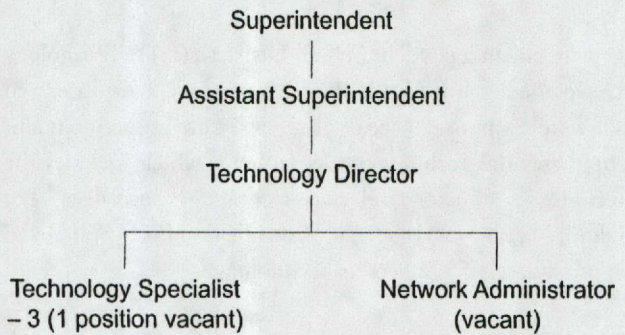 Superintendent
Assistant Superintendent
Technology Director
Technology Specialist
– 3 (1 position vacant)
Network Administrator
(vacant)